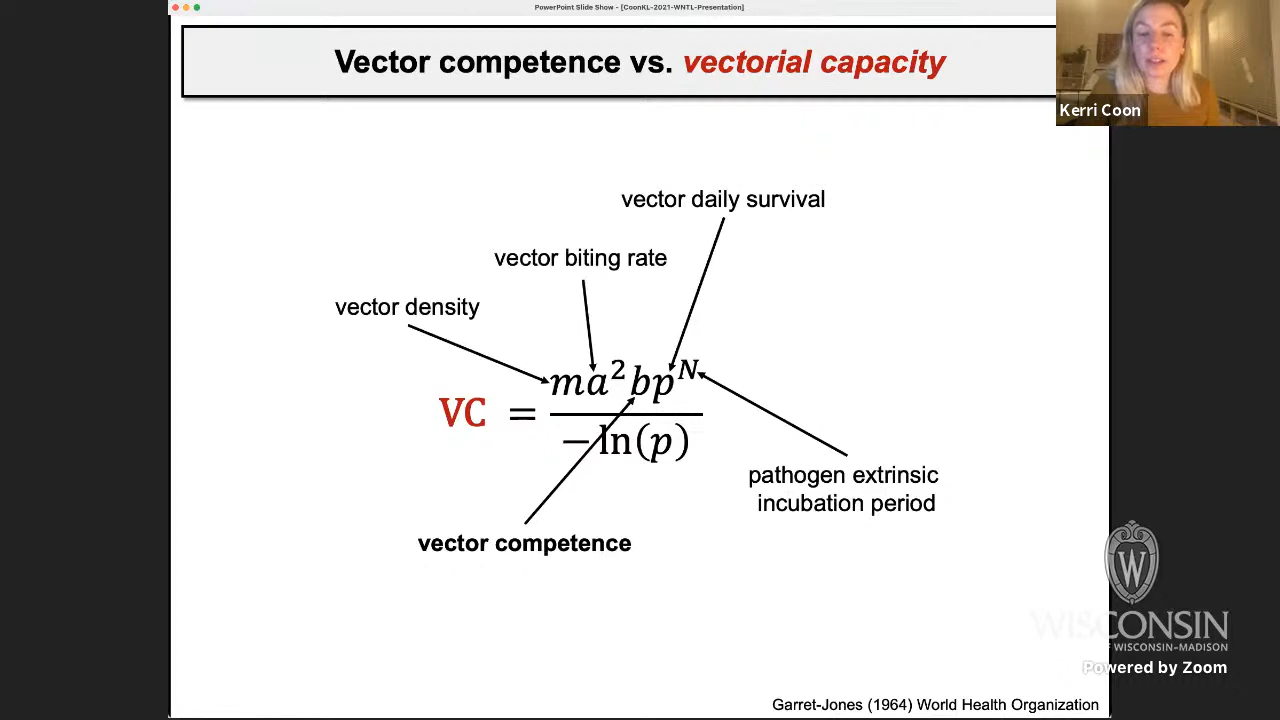 PowerPoint Slide Show - [CoonKL-2021-WNTL-Presentation]
Vector competence vs. vectorial capacity
Kerri Coon
vector daily survival
vector biting rate
vector density
VC = ma²bp^N / −ln(p)
pathogen extrinsic
incubation period
vector competence
W
WISCONSIN
OF WISCONSIN-MADISON
Powered by Zoom
Garret-Jones (1964) World Health Organization